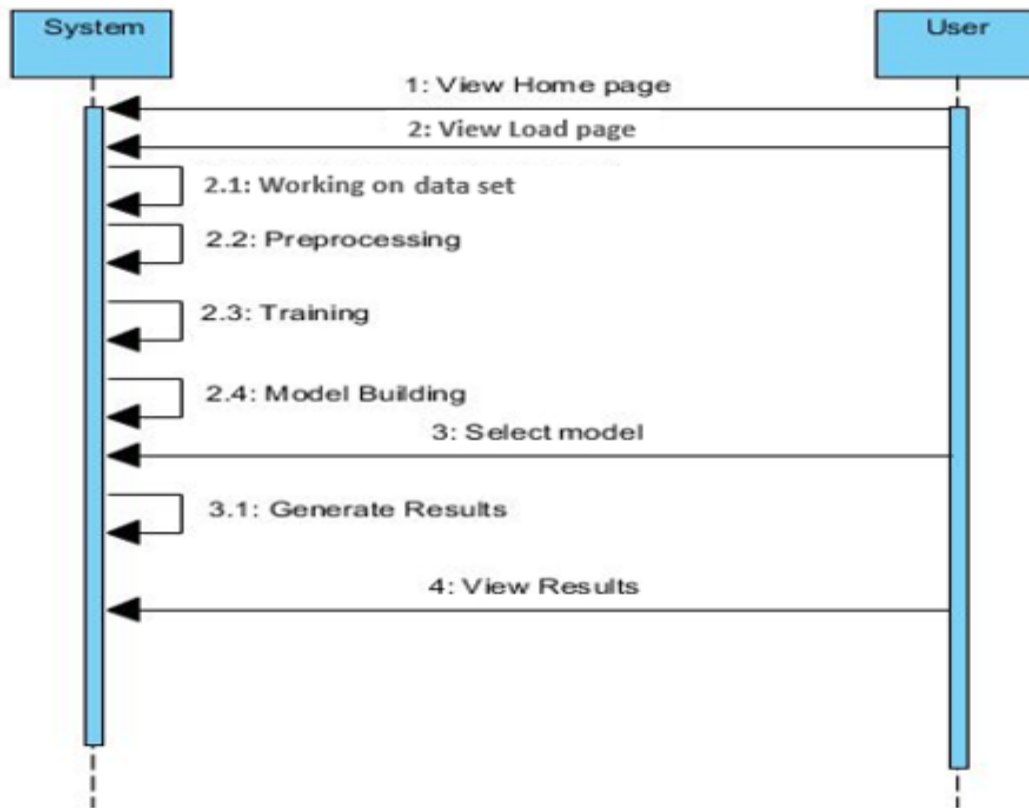 System
User
1: View Home page
2: View Load page
2.1: Working on data set
2.2: Preprocessing
2.3: Training
2.4: Model Building
3: Select model
3.1: Generate Results
4: View Results